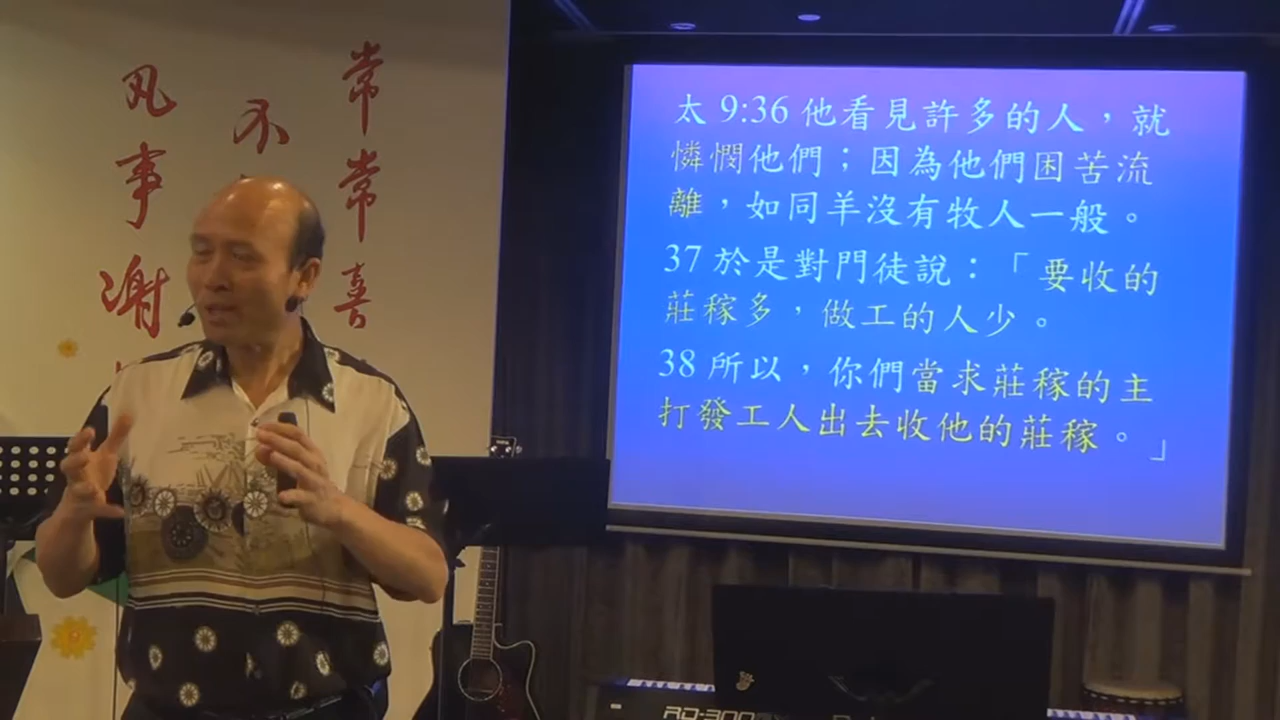 常常喜
不
凡事謝
太 9:36 他看見許多的人，就
憐憫他們；因為他們困苦流
離，如同羊沒有牧人一般。
37 於是對門徒說：「要收的
莊稼多，做工的人少。
38 所以，你們當求莊稼的主
打發工人出去收他的莊稼。」
RD-300